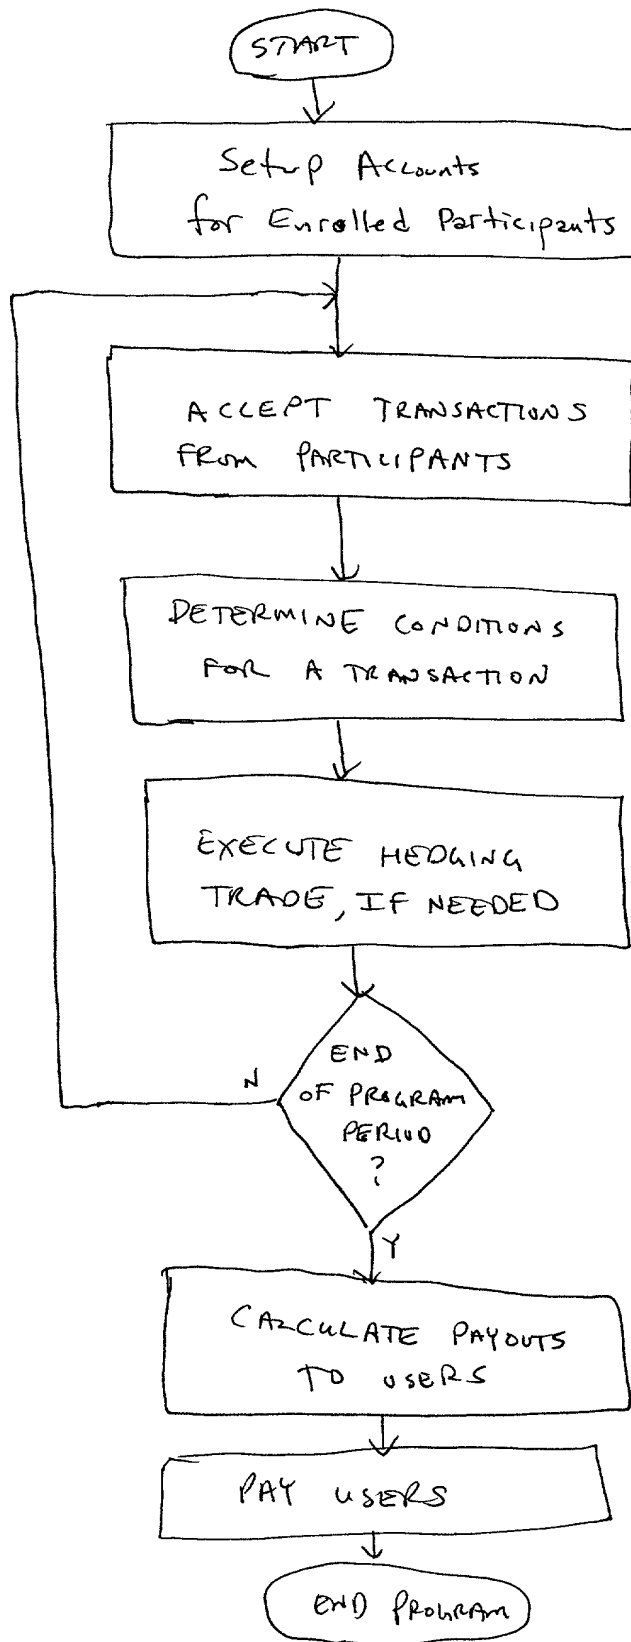 START
Setup Accounts
for Enrolled Participants
ACCEPT TRANSACTIONS
FROM PARTICIPANTS
DETERMINE CONDITIONS
FOR A TRANSACTION
EXECUTE HEDGING
TRADE, IF NEEDED
END
OF PROGRAM
PERIOD
?
N
Y
CALCULATE PAYOUTS
TO USERS
PAY USERS
END PROGRAM